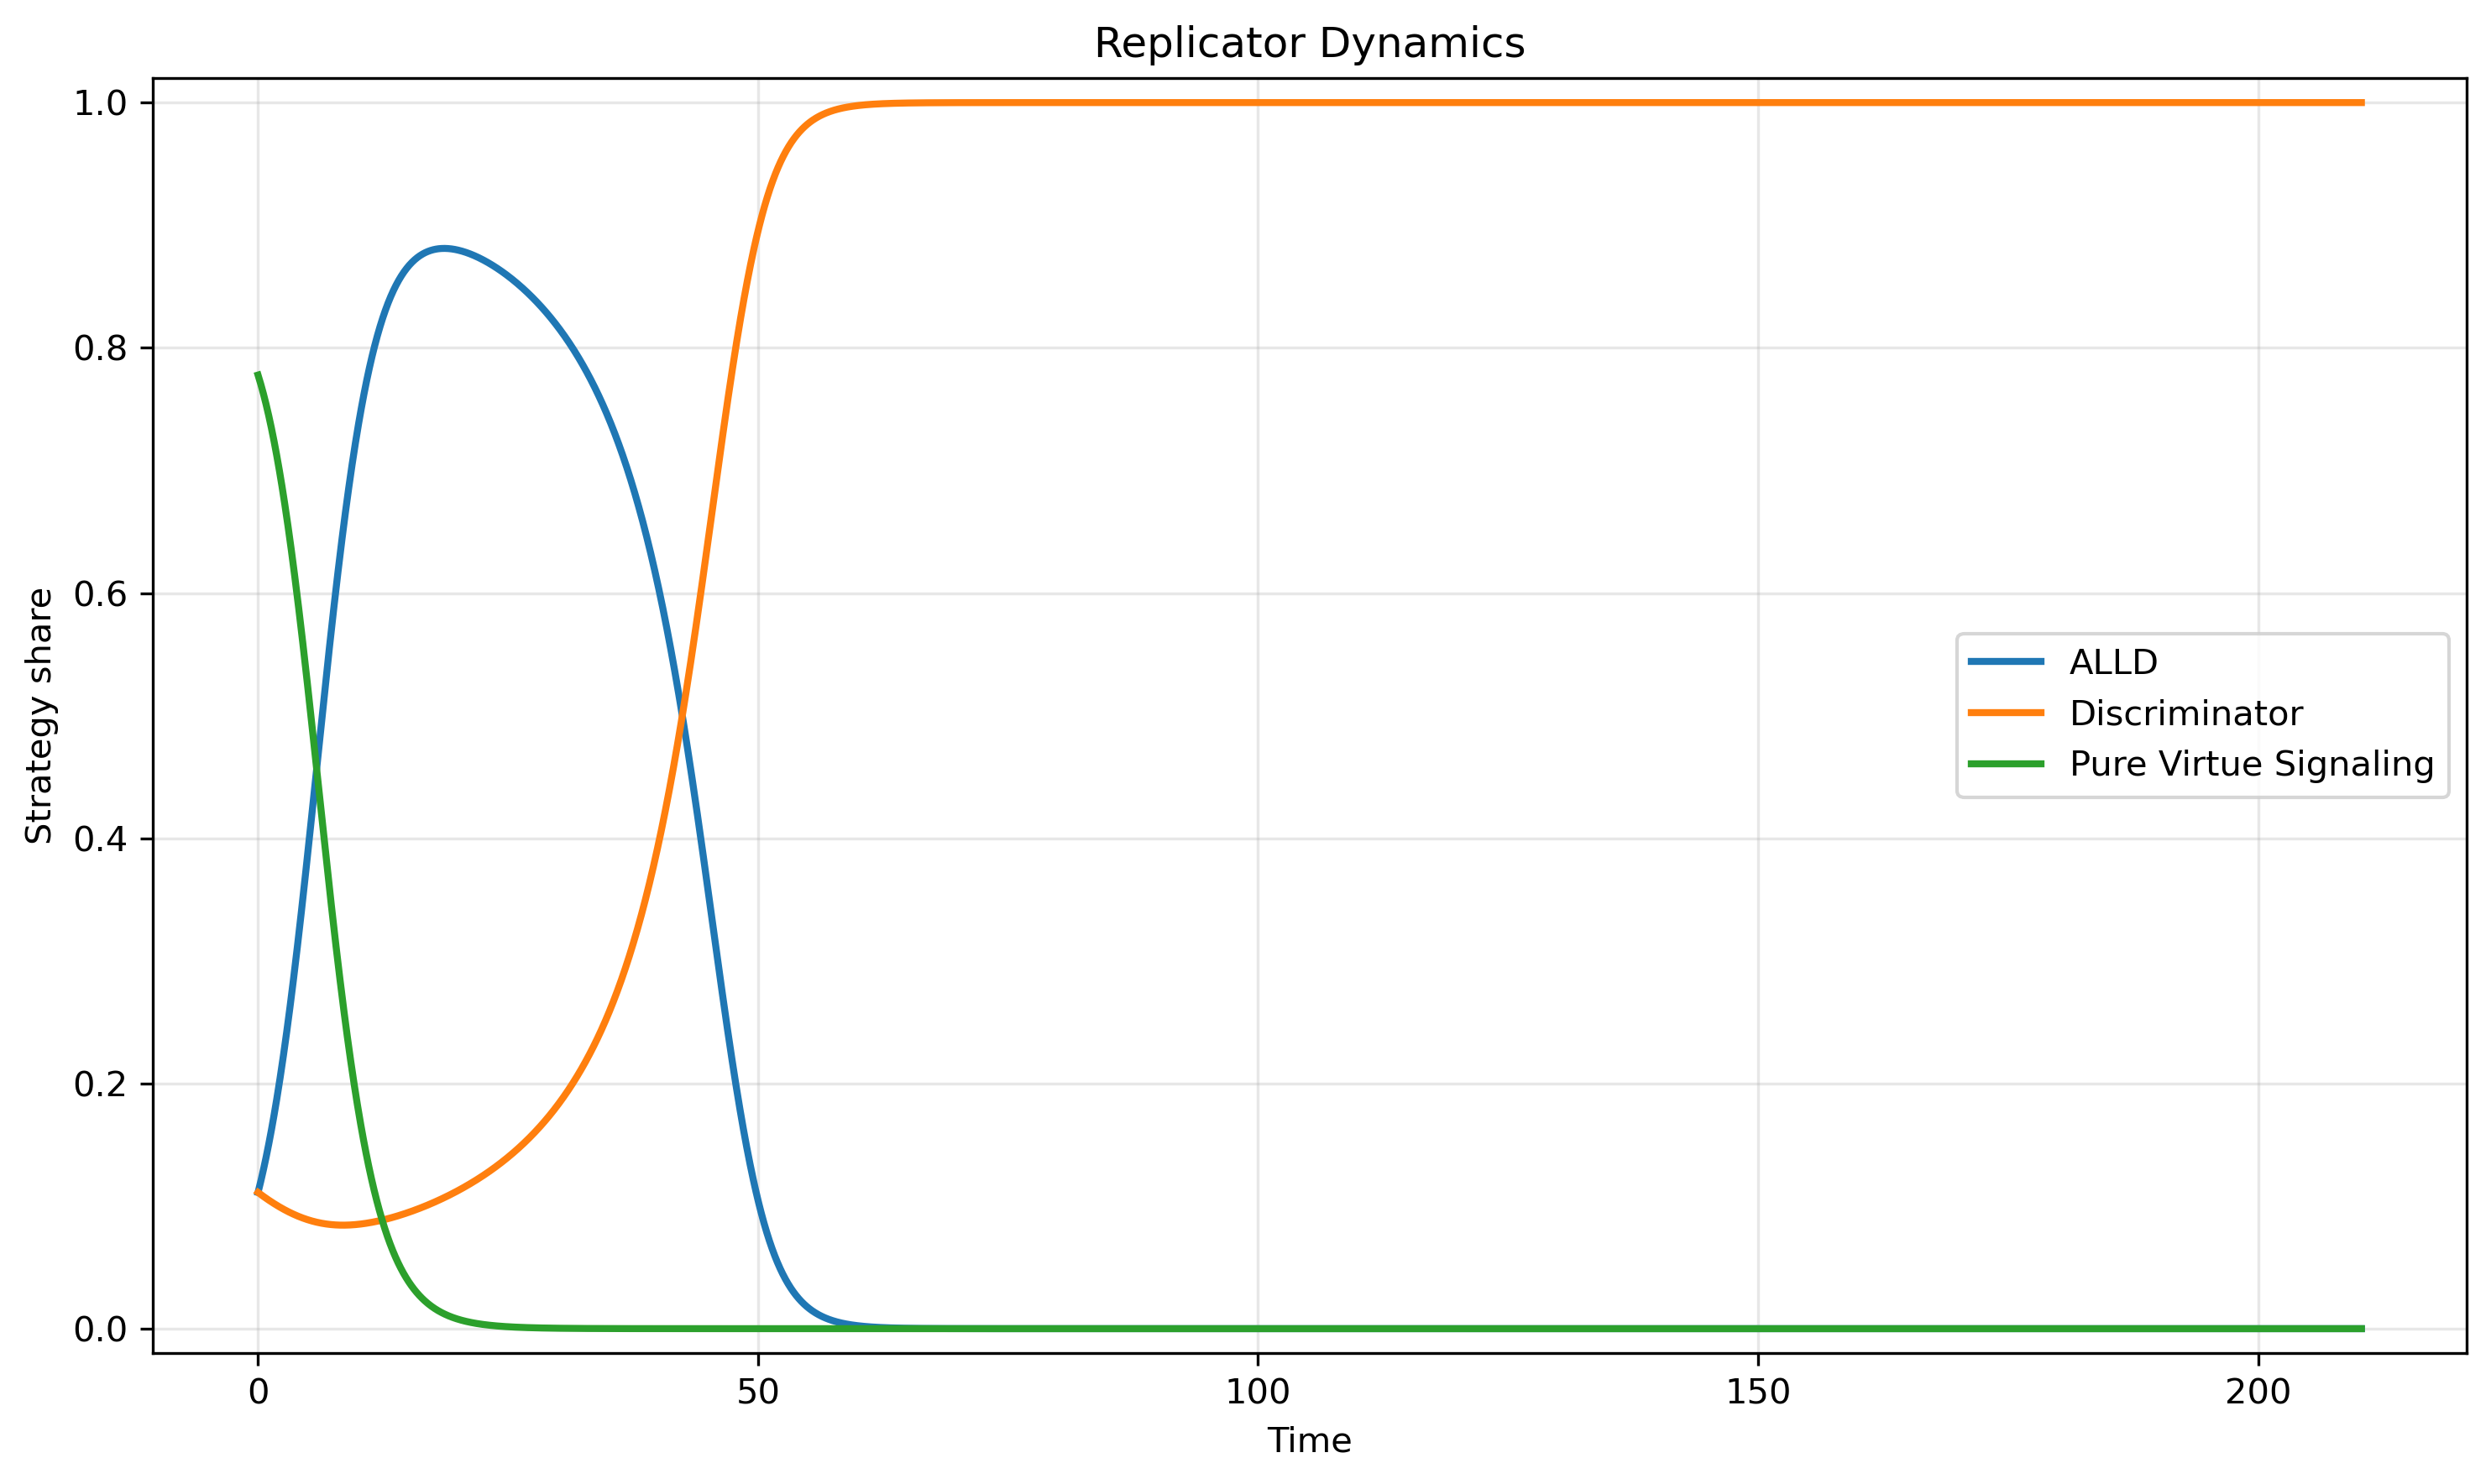 Replicator Dynamics
1.0
0.8
0.6
0.4
0.2
0.0
Strategy share
ALLD
Discriminator
Pure Virtue Signaling
0 50 100 150 200
Time